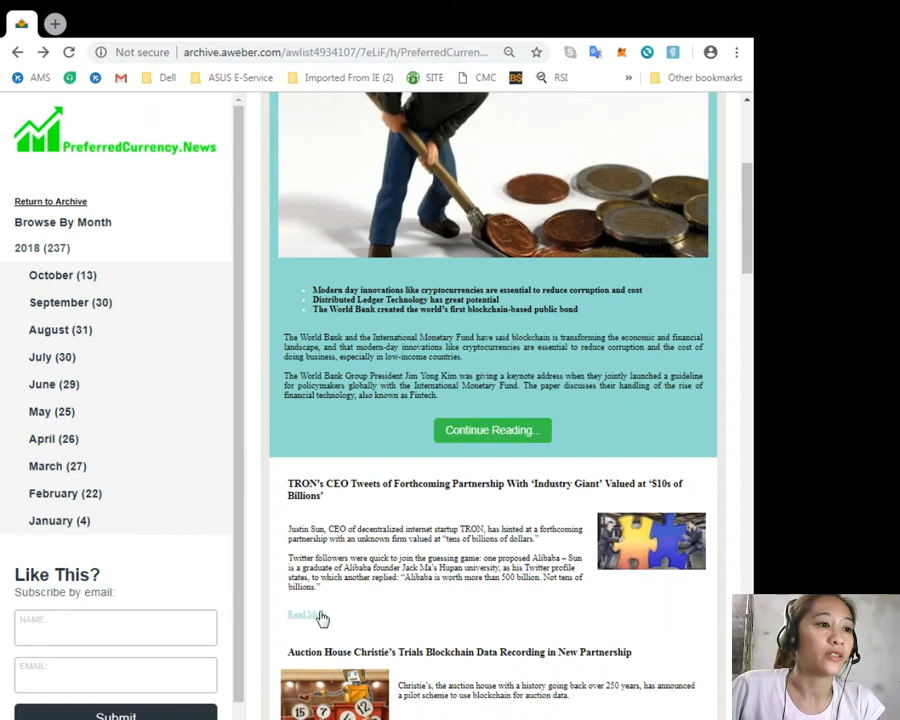 Not secure
archive.aweber.com/awlist4934107/7eLiF/h/PreferredCurren...
AMS
Dell
ASUS E-Service
Imported From IE (2)
SITE
CMC
BS
RSI
»
Other bookmarks
PreferredCurrency.News
Return to Archive
Browse By Month
2018 (237)
October (13)
September (30)
August (31)
July (30)
June (29)
May (25)
April (26)
March (27)
February (22)
January (4)
Like This?
Subscribe by email:
NAME:
EMAIL:
Submit
Modern day innovations like cryptocurrencies are essential to reduce corruption and cost
Distributed Ledger Technology has great potential
The World Bank created the world's first blockchain-based public bond
The World Bank and the International Monetary Fund have said blockchain is transforming the economic and financial
landscape, and that modern-day innovations like cryptocurrencies are essential to reduce corruption and the cost of
doing business, especially in low-income countries.
The World Bank Group President Jim Yong Kim was giving a keynote address when they jointly launched a guideline
for policymakers globally with the International Monetary Fund. The paper discusses their handling of the rise of
financial technology, also known as Fintech.
Continue Reading...
TRON's CEO Tweets of Forthcoming Partnership With 'Industry Giant' Valued at '$10s of
Billions'
Justin Sun, CEO of decentralized internet startup TRON, has hinted at a forthcoming
partnership with an unknown firm valued at "tens of billions of dollars."
Twitter followers were quick to join the guessing game: one proposed Alibaba – Sun
is a graduate of Alibaba founder Jack Ma's Hupan university, as his Twitter profile
states, to which another replied: "Alibaba is worth more than 500 billion. Not tens of
billions."
Read
Auction House Christie's Trials Blockchain Data Recording in New Partnership
Christie's, the auction house with a history going back over 250 years, has announced
a pilot scheme to use blockchain for auction data.
15 7 12